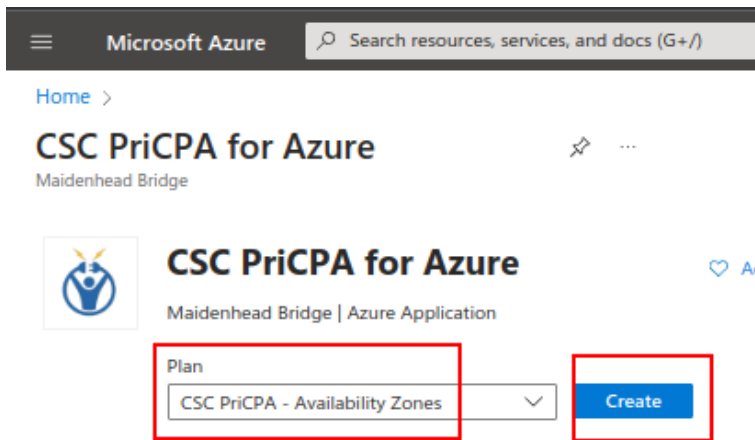 Microsoft Azure
Search resources, services, and docs (G+/)
Home >
CSC PriCPA for Azure
...
Maidenhead Bridge
CSC PriCPA for Azure
Maidenhead Bridge | Azure Application
Plan
CSC PriCPA - Availability Zones
Create